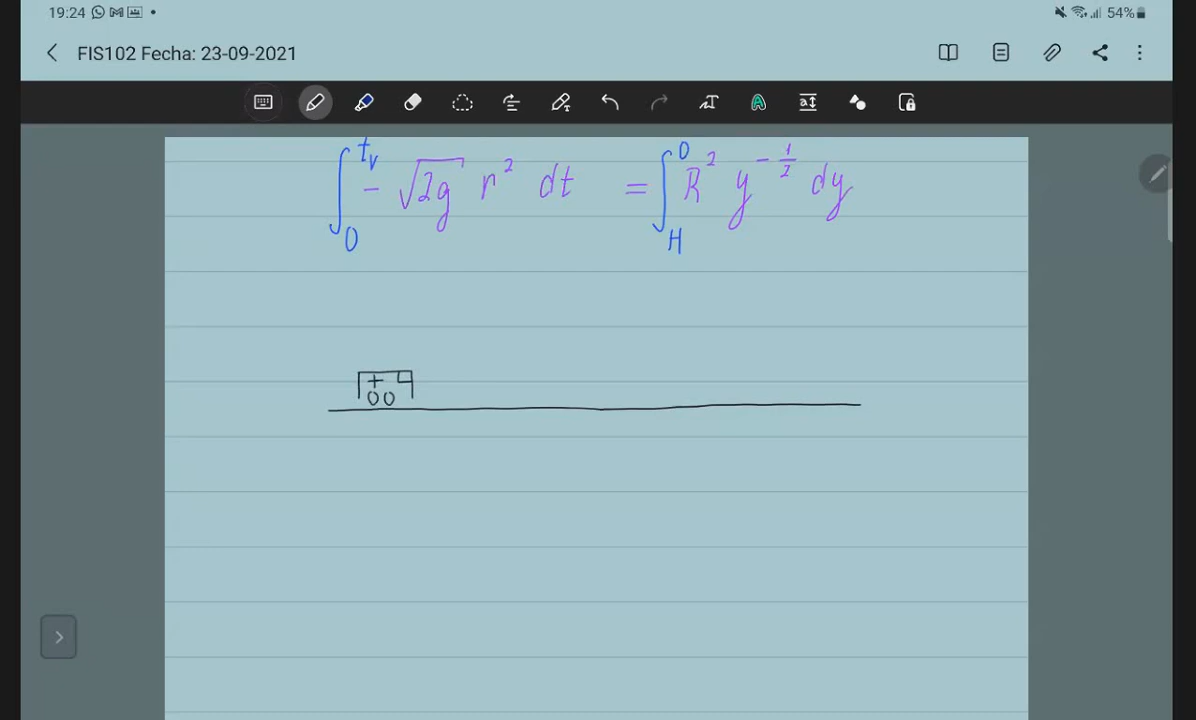 19:24 54%
FIS102 Fecha: 23-09-2021
∫₀^{t_v} - √2g r² dt = ∫_H^0 R² y^{-1/2} dy